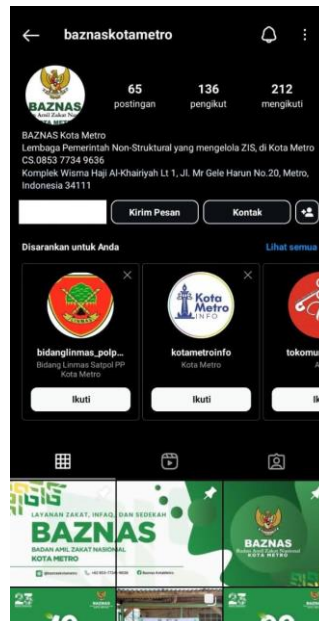 baznaskotametro
BAZNAS
65
postingan
136
pengikut
212
mengikuti
BAZNAS Kota Metro
Lembaga Pemerintah Non-Struktural yang mengelola ZIS, di Kota Metro
CS.0853 7734 9636
Komplek Wisma Haji Al-Khairiyah Lt 1, Jl. Mr Gele Harun No.20, Metro,
Indonesia 34111
Kirim Pesan
Kontak
Disarankan untuk Anda
Lihat semua
LINMAS
Kota
Metro
INFO
bidanglinmas_polp...
Bidang Linmas Satpol PP
Kota Metro
kotametroinfo
Kota Metro
tokomu
Ikuti
Ikuti
LAYANAN ZAKAT, INFAQ, DAN SEDEKAH
BAZNAS
BADAN AMIL ZAKAT NASIONAL
KOTA METRO
BAZNAS
Badan Amil Zakat Nasional
KOTA METRO
23
23